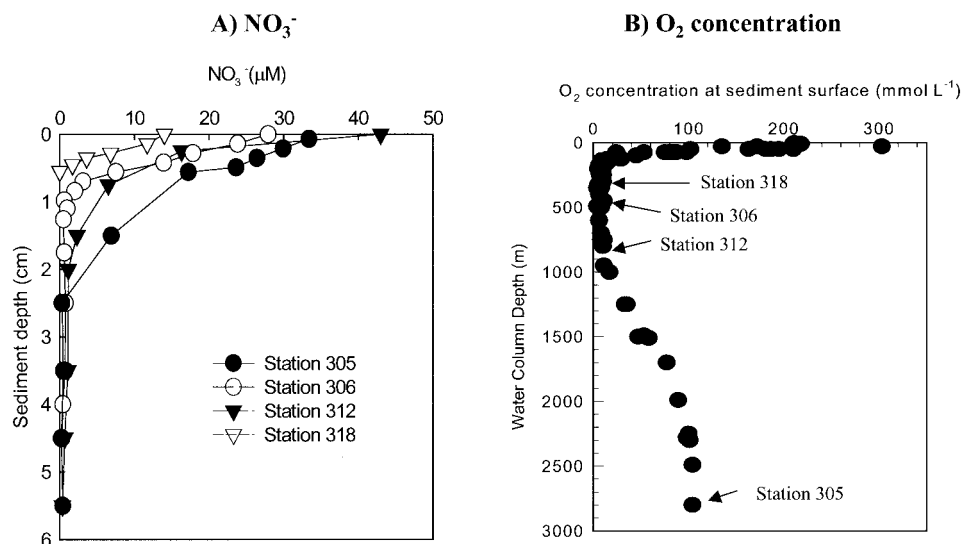 A) NO₃⁻
B) O₂ concentration
NO₃⁻(μM)
0 10 20 30 40 50
0
1
2
3
4
5
6
Sediment depth (cm)
Station 305
Station 306
Station 312
Station 318
O₂ concentration at sediment surface (mmol L⁻¹)
0 100 200 300
0
500
1000
1500
2000
2500
3000
Water Column Depth (m)
Station 318
Station 306
Station 312
Station 305